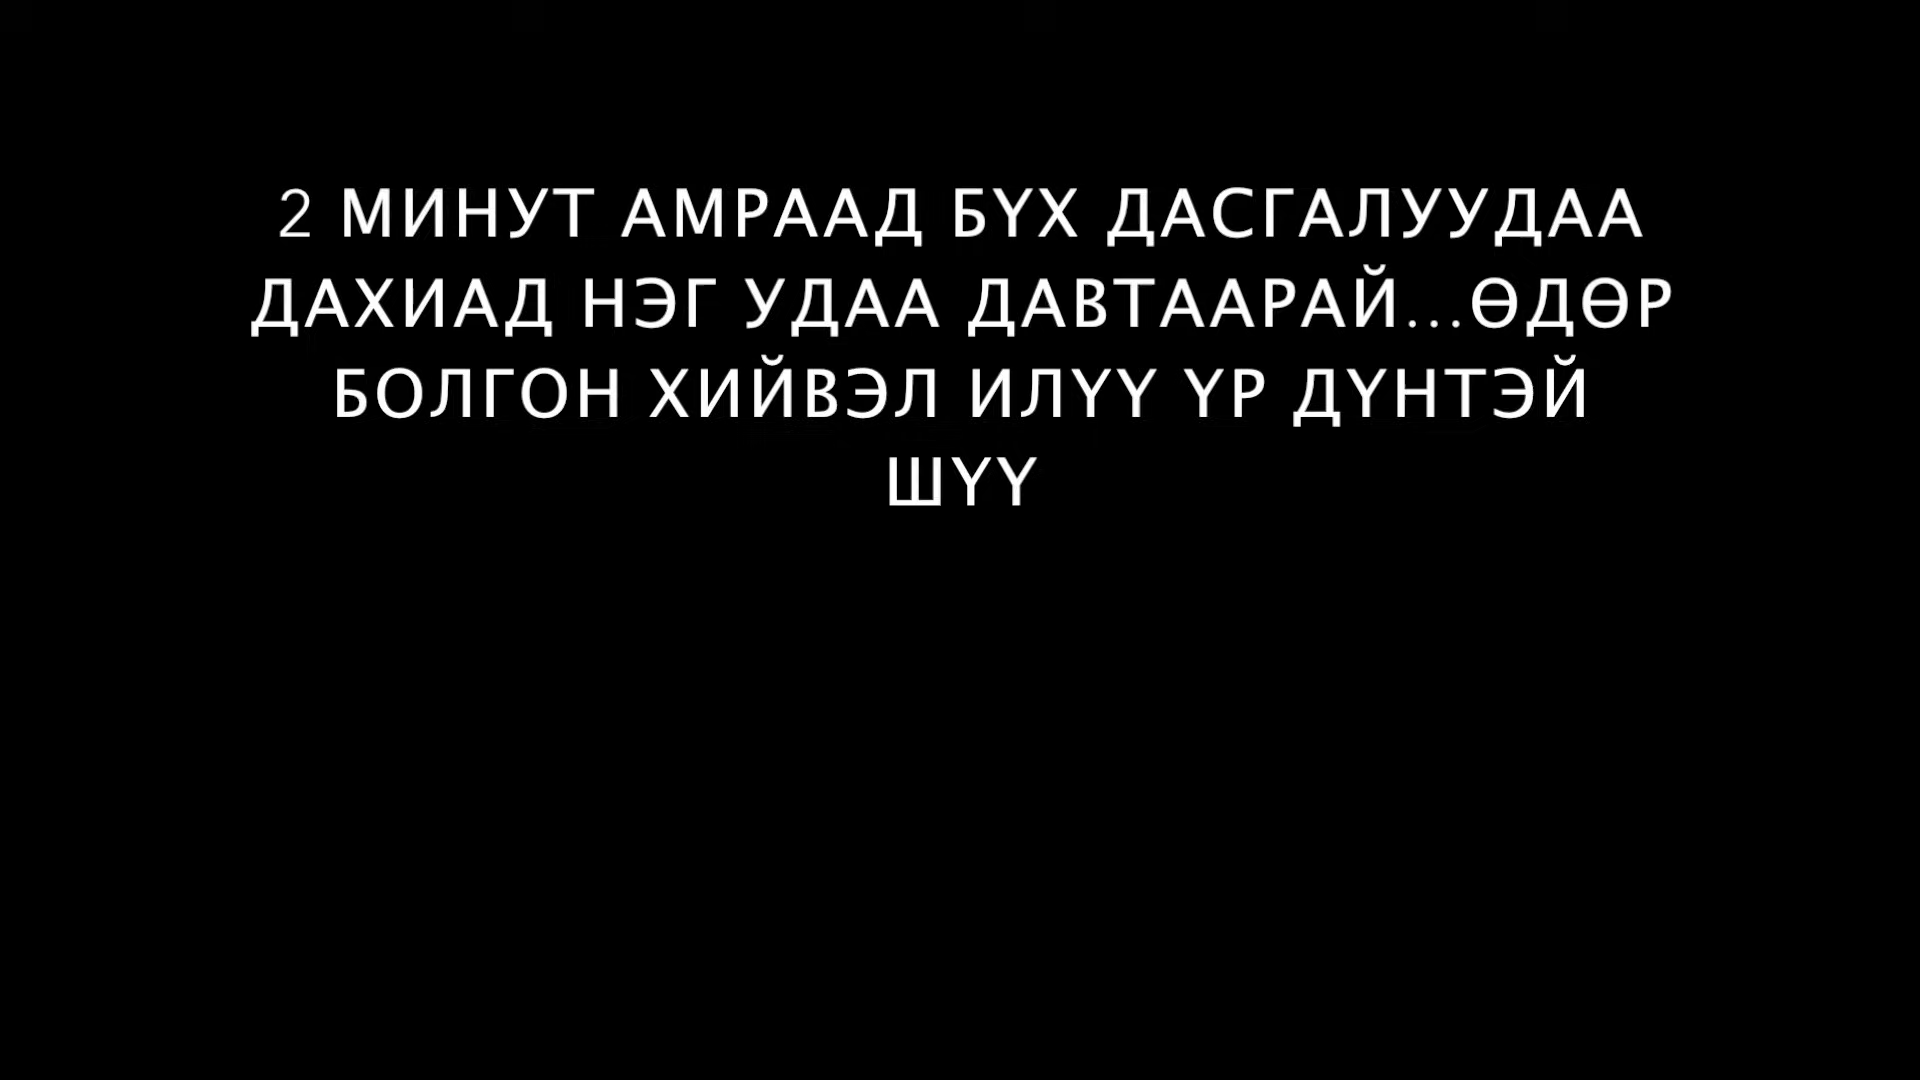 2 МИНУТ АМРААД БҮХ ДАСГАЛУУДАА
ДАХИАД НЭГ УДАА ДАВТААРАЙ...ӨДӨР
БОЛГОН ХИЙВЭЛ ИЛҮҮ ҮР ДҮНТЭЙ
ШҮҮ